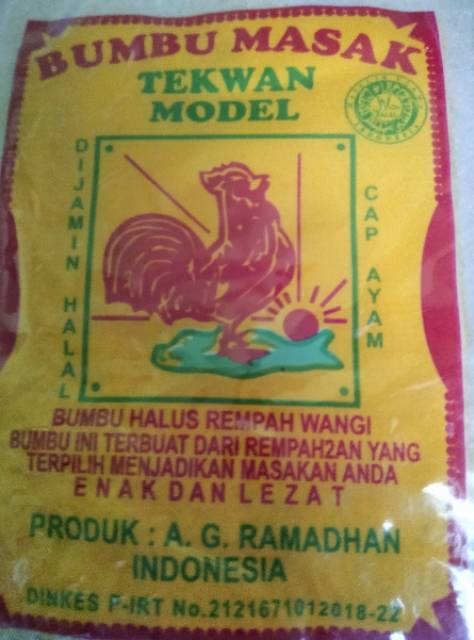 BUMBU MASAK
TEKWAN
MODEL
DIJAMIN HALAL
CAP AYAM
BUMBU HALUS REMPAH WANGI
BUMBU INI TERBUAT DARI REMPAH2AN YANG
TERPILIH MENJADIKAN MASAKAN ANDA
ENAK DAN LEZAT
PRODUK : A. G. RAMADHAN
INDONESIA
DINKES P-IRT No.2121671012018-22